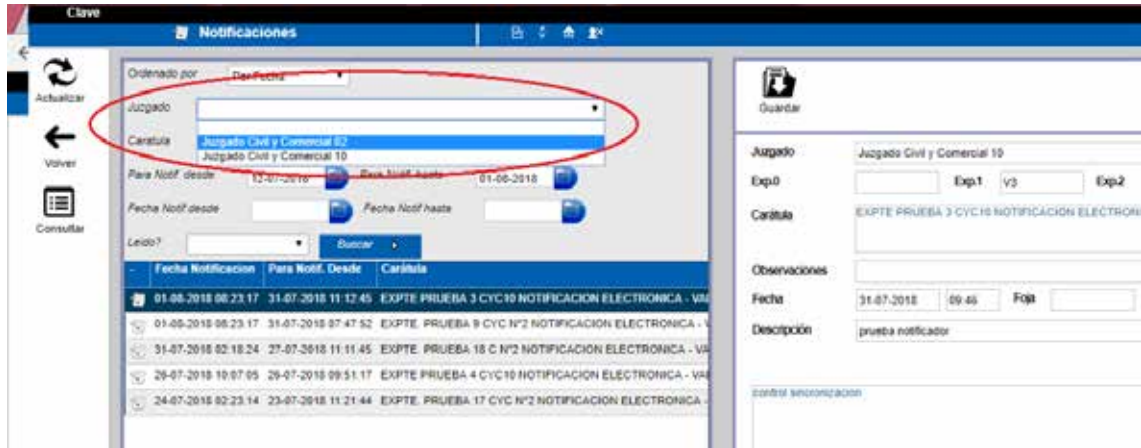 Clave
Notificaciones
Actualizar
Volver
Consultar
Ordenado por Por Fecha
Juzgado
Carátula
Juzgado Civil y Comercial 02
Juzgado Civil y Comercial 10
Para Notif. desde 12-07-2018 Para Notif. hasta 01-08-2018
Fecha Notif desde Fecha Notif hasta
Leido? Buscar
- Fecha Notificacion Para Notif. Desde Carátula
01-08-2018 08:23:17 31-07-2018 11:12:45 EXPTE PRUEBA 3 CYC10 NOTIFICACION ELECTRONICA - 
01-08-2018 08:23:17 31-07-2018 07:47:52 EXPTE. PRUEBA 9 CYC N°2 NOTIFICACION ELECTRONICA -
31-07-2018 02:18:24 27-07-2018 11:11:45 EXPTE. PRUEBA 18 C N°2 NOTIFICACION ELECTRONICA -
26-07-2018 09:51:17 EXPTE PRUEBA 4 CYC10 NOTIFICACION ELECTRONICA -
24-07-2018 02:23:14 23-07-2018 11:21:44 EXPTE. PRUEBA 17 CYC N°2 NOTIFICACION ELECTRONICA -
Guardar
Juzgado Juzgado Civil y Comercial 10
Exp.0 Exp.1 V3 Exp.2
Carátula EXPTE PRUEBA 3 CYC10 NOTIFICACION ELECTRONI
Observaciones
Fecha 31-07-2018 09:46 Foja
Descripción prueba notificador
control sincronizacion